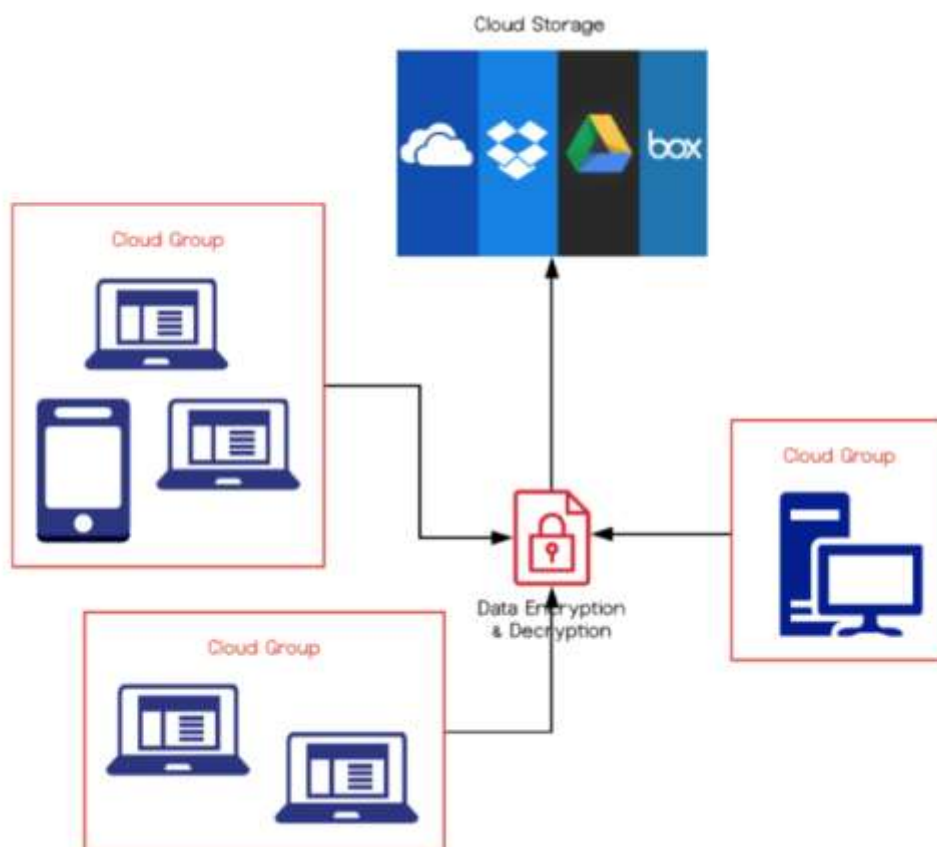 Cloud Storage
box
Cloud Group
Cloud Group
Data Encryption
& Decryption
Cloud Group